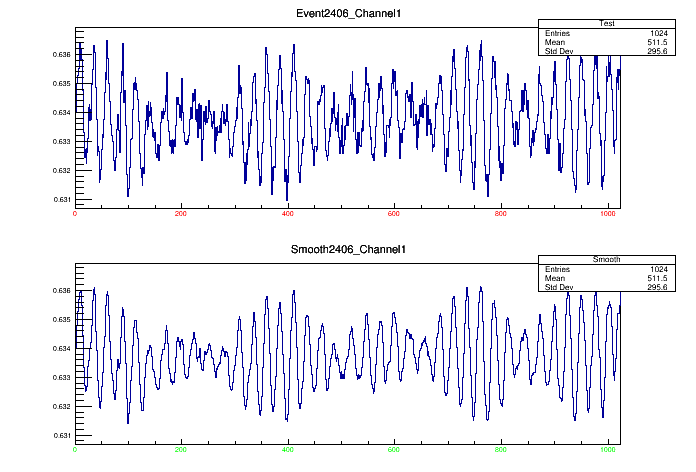 Event2406_Channel1
Test
Entries 1024
Mean 511.5
Std Dev 295.6
0.636
0.635
0.634
0.633
0.632
0.631
0 200 400 600 800 1000
Smooth2406_Channel1
Smooth
Entries 1024
Mean 511.5
Std Dev 295.6
0.636
0.635
0.634
0.633
0.632
0.631
0 200 400 600 800 1000